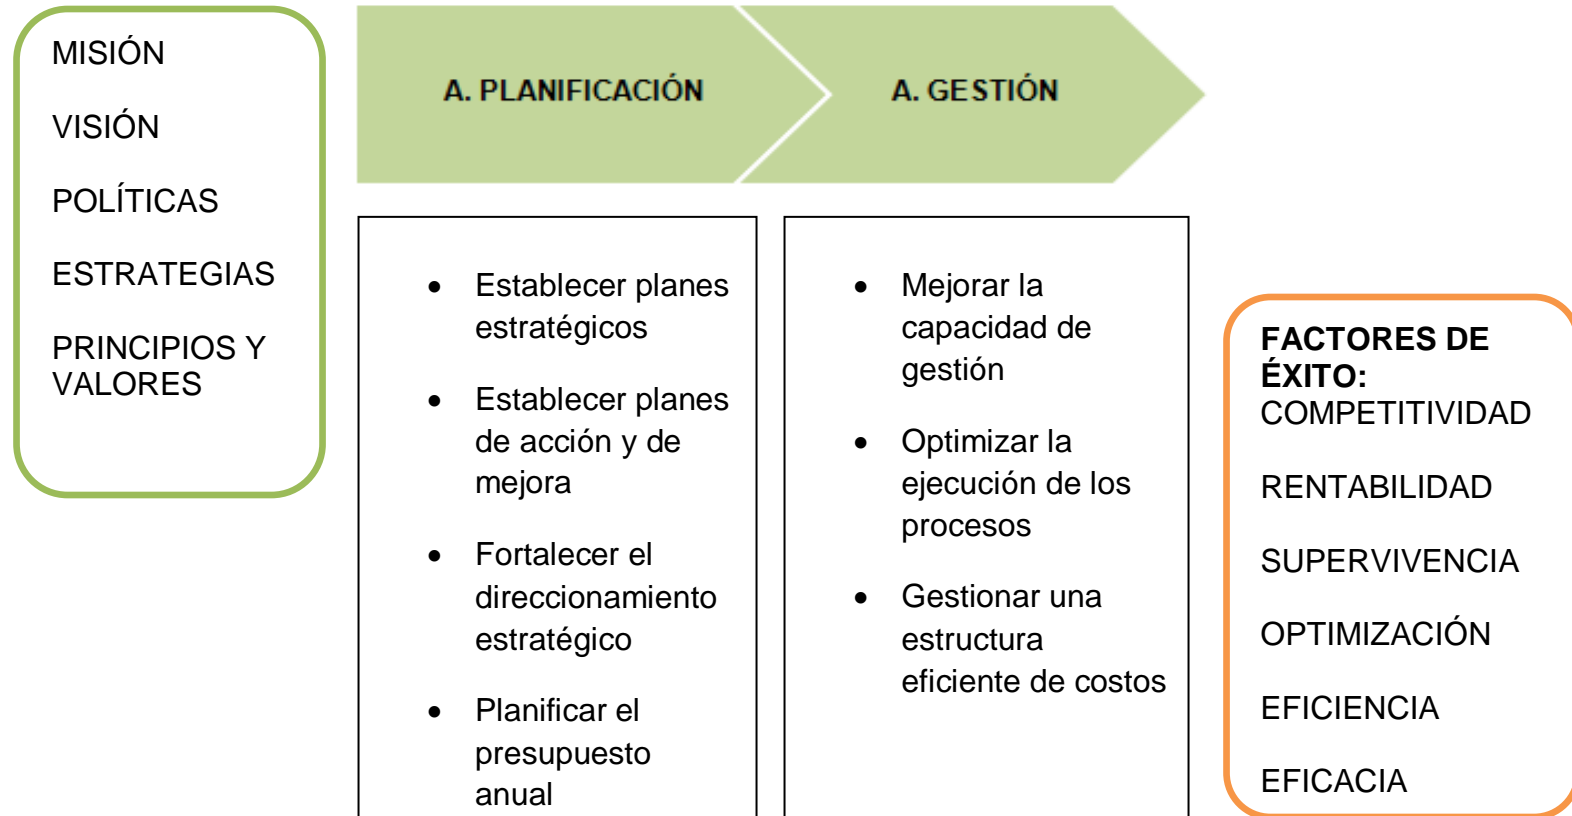 MISIÓN
VISIÓN
POLÍTICAS
ESTRATEGIAS
PRINCIPIOS Y
VALORES
A. PLANIFICACIÓN
A. GESTIÓN
• Establecer planes
estratégicos
• Establecer planes
de acción y de
mejora
• Fortalecer el
direccionamiento
estratégico
• Planificar el
presupuesto
anual
• Mejorar la
capacidad de
gestión
• Optimizar la
ejecución de los
procesos
• Gestionar una
estructura
eficiente de costos
FACTORES DE
ÉXITO:
COMPETITIVIDAD
RENTABILIDAD
SUPERVIVENCIA
OPTIMIZACIÓN
EFICIENCIA
EFICACIA